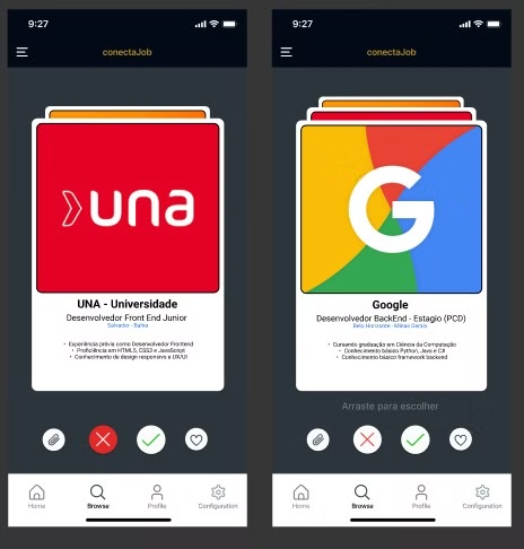 9:27
conectaJob
una
UNA - Universidade
Desenvolvedor Front End Junior
Salvador - Bahia
• Experiência prévia como Desenvolvedor Frontend
• Proficiência em HTML5, CSS3 e JavaScript
• Conhecimento de design responsivo e UX/UI
Home
Browse
Profile
Configuration
9:27
conectaJob
G
Google
Desenvolvedor BackEnd - Estagio (PCD)
Belo Horizonte - Minas Gerais
• Cursando graduação em Ciência da Computação
• Conhecimento básico Python, Java e C#
• Conhecimento básico framework backend
Arraste para escolher
Home
Browse
Profile
Configuration